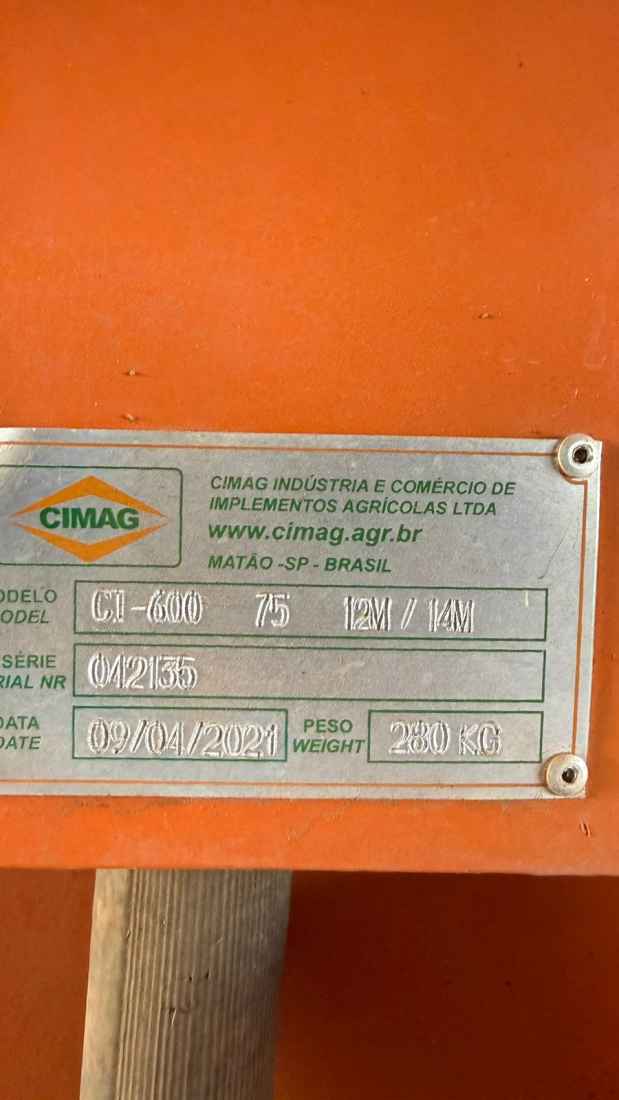 CIMAG
CIMAG INDÚSTRIA E COMÉRCIO DE
IMPLEMENTOS AGRÍCOLAS LTDA
www.cimag.agr.br
MATÃO -SP - BRASIL
ODELO
ODEL
CI-600 75 12M / 14M
SÉRIE
RIAL NR
042135
DATA
DATE
09/04/2021
PESO
WEIGHT
280 KG